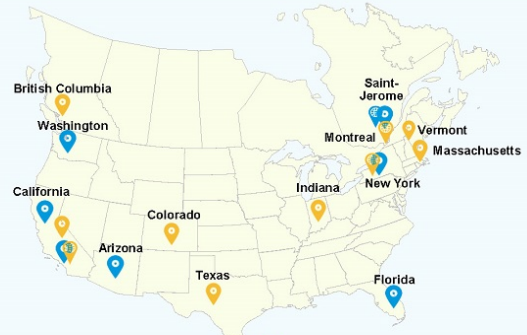 British Columbia
Washington
California
Arizona
Colorado
Texas
Indiana
Saint-
Jerome
Montreal
Vermont
Massachusetts
New York
Florida